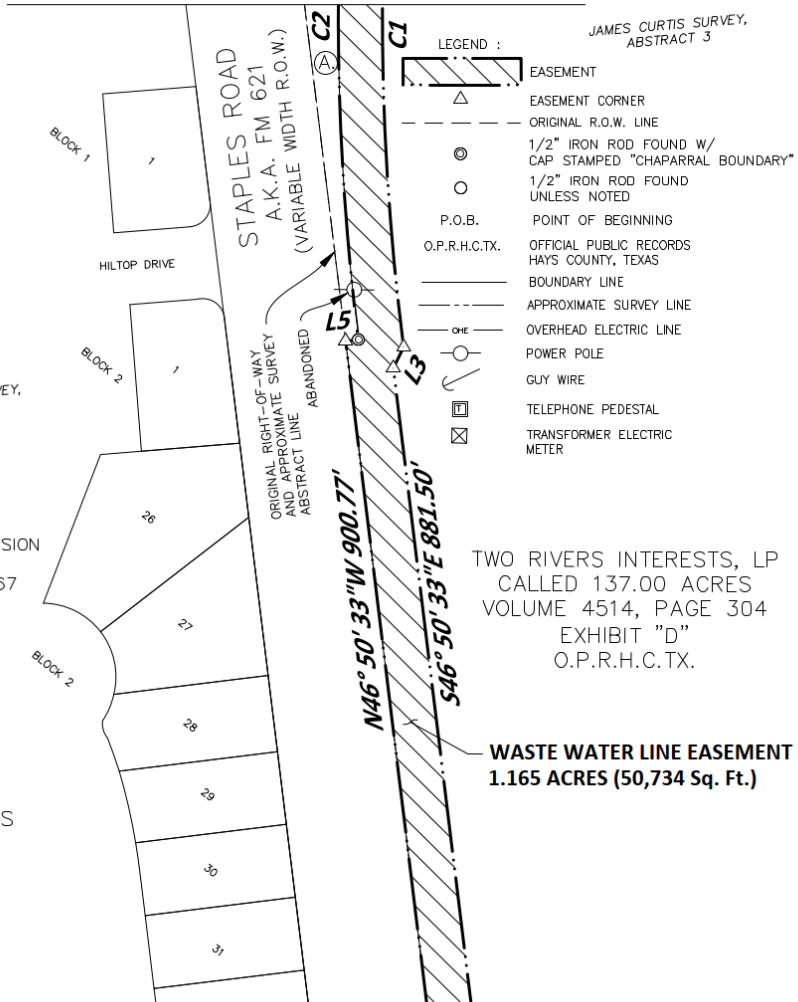 C2
C1
JAMES CURTIS SURVEY,
ABSTRACT 3
A.
STAPLES ROAD
A.K.A. FM 621
(VARIABLE WIDTH R.O.W.)
LEGEND :
EASEMENT
EASEMENT CORNER
ORIGINAL R.O.W. LINE
1/2" IRON ROD FOUND W/
CAP STAMPED "CHAPARRAL BOUNDARY"
1/2" IRON ROD FOUND
UNLESS NOTED
P.O.B. POINT OF BEGINNING
O.P.R.H.C.TX. OFFICIAL PUBLIC RECORDS
HAYS COUNTY, TEXAS
BOUNDARY LINE
APPROXIMATE SURVEY LINE
OHE OVERHEAD ELECTRIC LINE
POWER POLE
GUY WIRE
T TELEPHONE PEDESTAL
TRANSFORMER ELECTRIC
METER
BLOCK 1
1
HILTOP DRIVE
BLOCK 2
1
VEY,
L5
L3
ORIGINAL RIGHT-OF-WAY
AND APPROXIMATE SURVEY
ABSTRACT LINE
ABANDONED
N46° 50' 33"W 900.77'
S46° 50' 33"E 881.50'
26
SION
67
27
BLOCK 2
28
29
30
31
S
TWO RIVERS INTERESTS, LP
CALLED 137.00 ACRES
VOLUME 4514, PAGE 304
EXHIBIT "D"
O.P.R.H.C.TX.
WASTE WATER LINE EASEMENT
1.165 ACRES (50,734 Sq. Ft.)